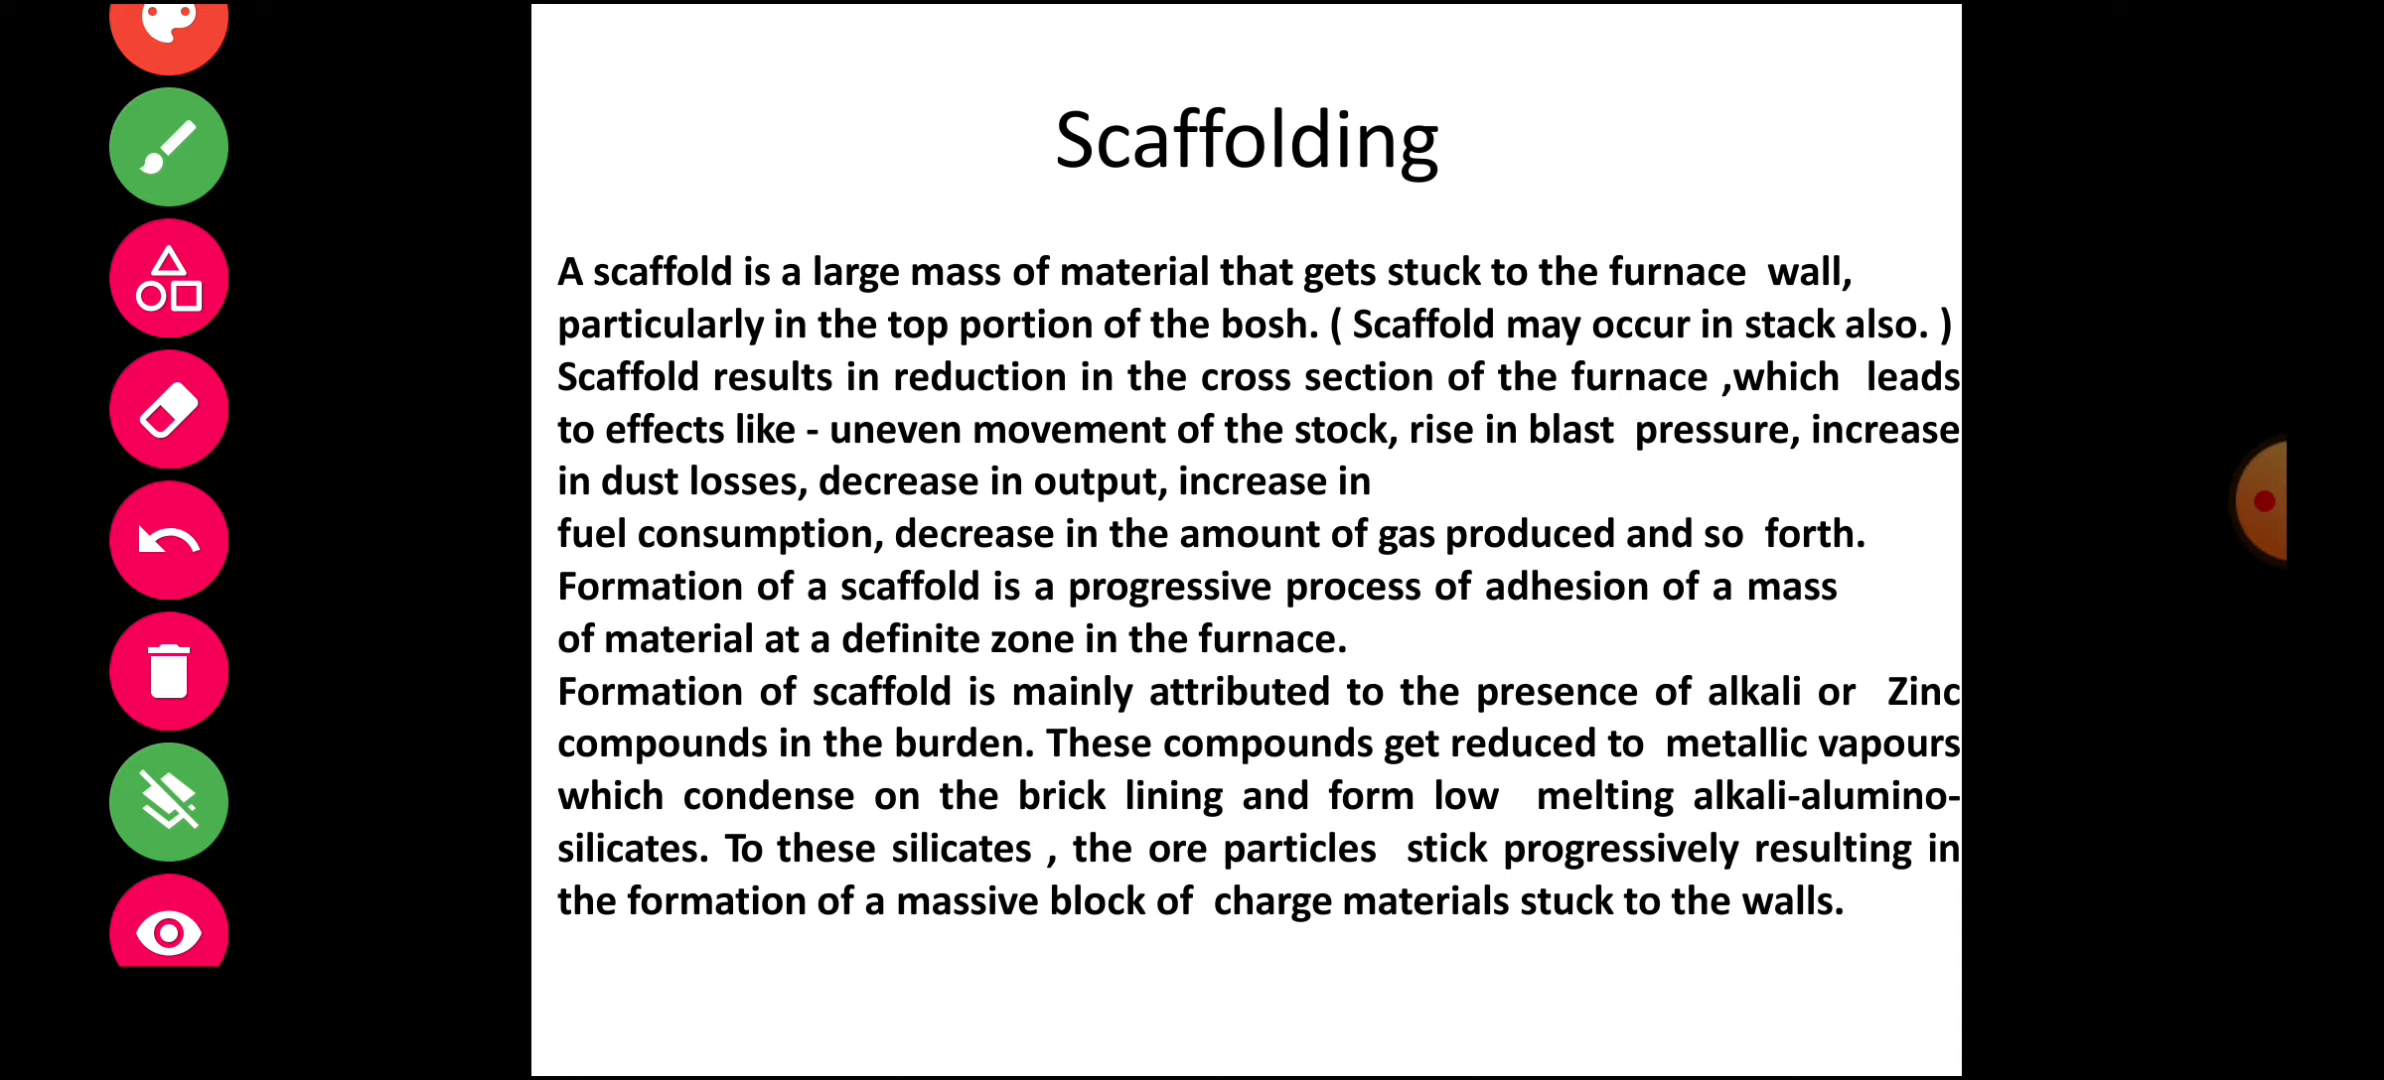 Scaffolding
A scaffold is a large mass of material that gets stuck to the furnace wall,
particularly in the top portion of the bosh. ( Scaffold may occur in stack also. )
Scaffold results in reduction in the cross section of the furnace ,which leads
to effects like - uneven movement of the stock, rise in blast pressure, increase
in dust losses, decrease in output, increase in
fuel consumption, decrease in the amount of gas produced and so forth.
Formation of a scaffold is a progressive process of adhesion of a mass
of material at a definite zone in the furnace.
Formation of scaffold is mainly attributed to the presence of alkali or Zinc
compounds in the burden. These compounds get reduced to metallic vapours
which condense on the brick lining and form low melting alkali-alumino-
silicates. To these silicates , the ore particles stick progressively resulting in
the formation of a massive block of charge materials stuck to the walls.